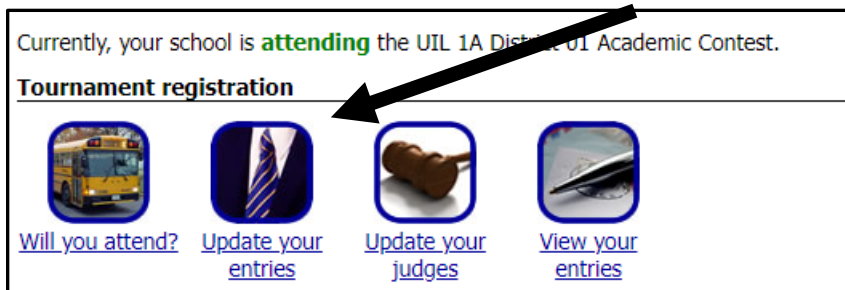 Currently, your school is attending the UIL 1A District 01 Academic Contest.
Tournament registration
Will you attend?
Update your
entries
Update your
judges
View your
entries